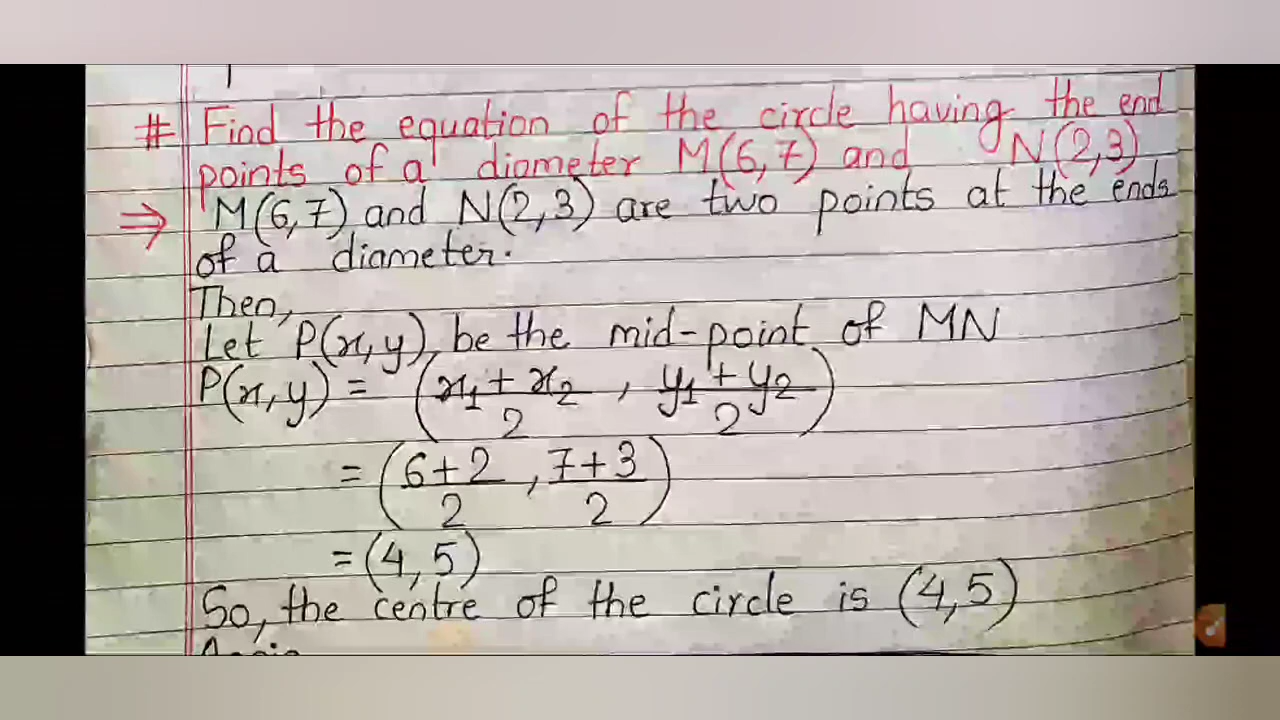 # Find the equation of the circle having the end
points of a diameter M(6,7) and N(2,3)
⇒ M(6,7) and N(2,3) are two points at the ends
of a diameter.
Then,
Let P(x,y), be the mid-point of MN
P(x,y) = (x₁ + x₂ / 2 , y₁ + y₂ / 2)
= (6+2 / 2 , 7+3 / 2)
= (4,5)
So, the centre of the circle is (4,5)